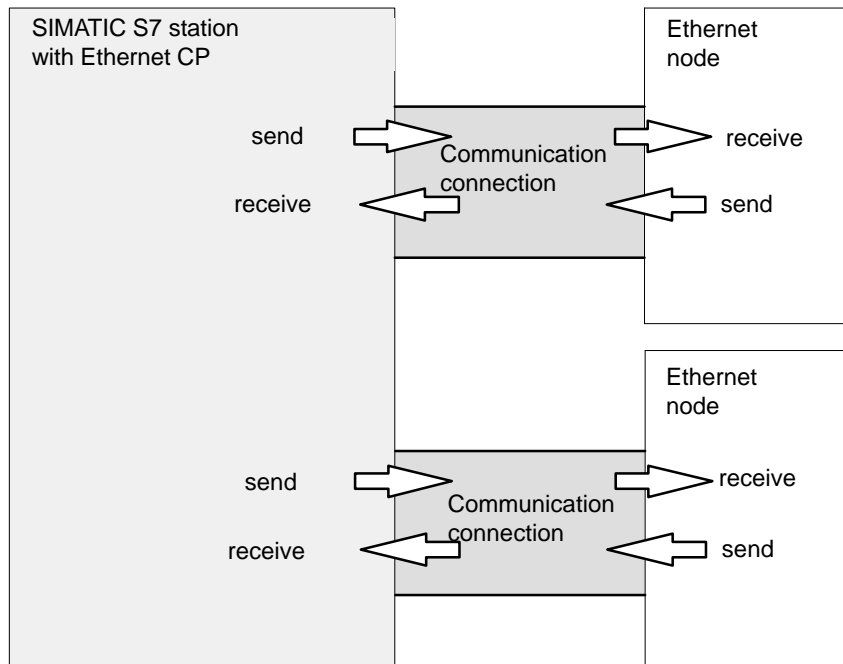 SIMATIC S7 station
with Ethernet CP
Ethernet
node
send
receive
Communication
connection
receive
send
Ethernet
node
send
receive
Communication
connection
receive
send